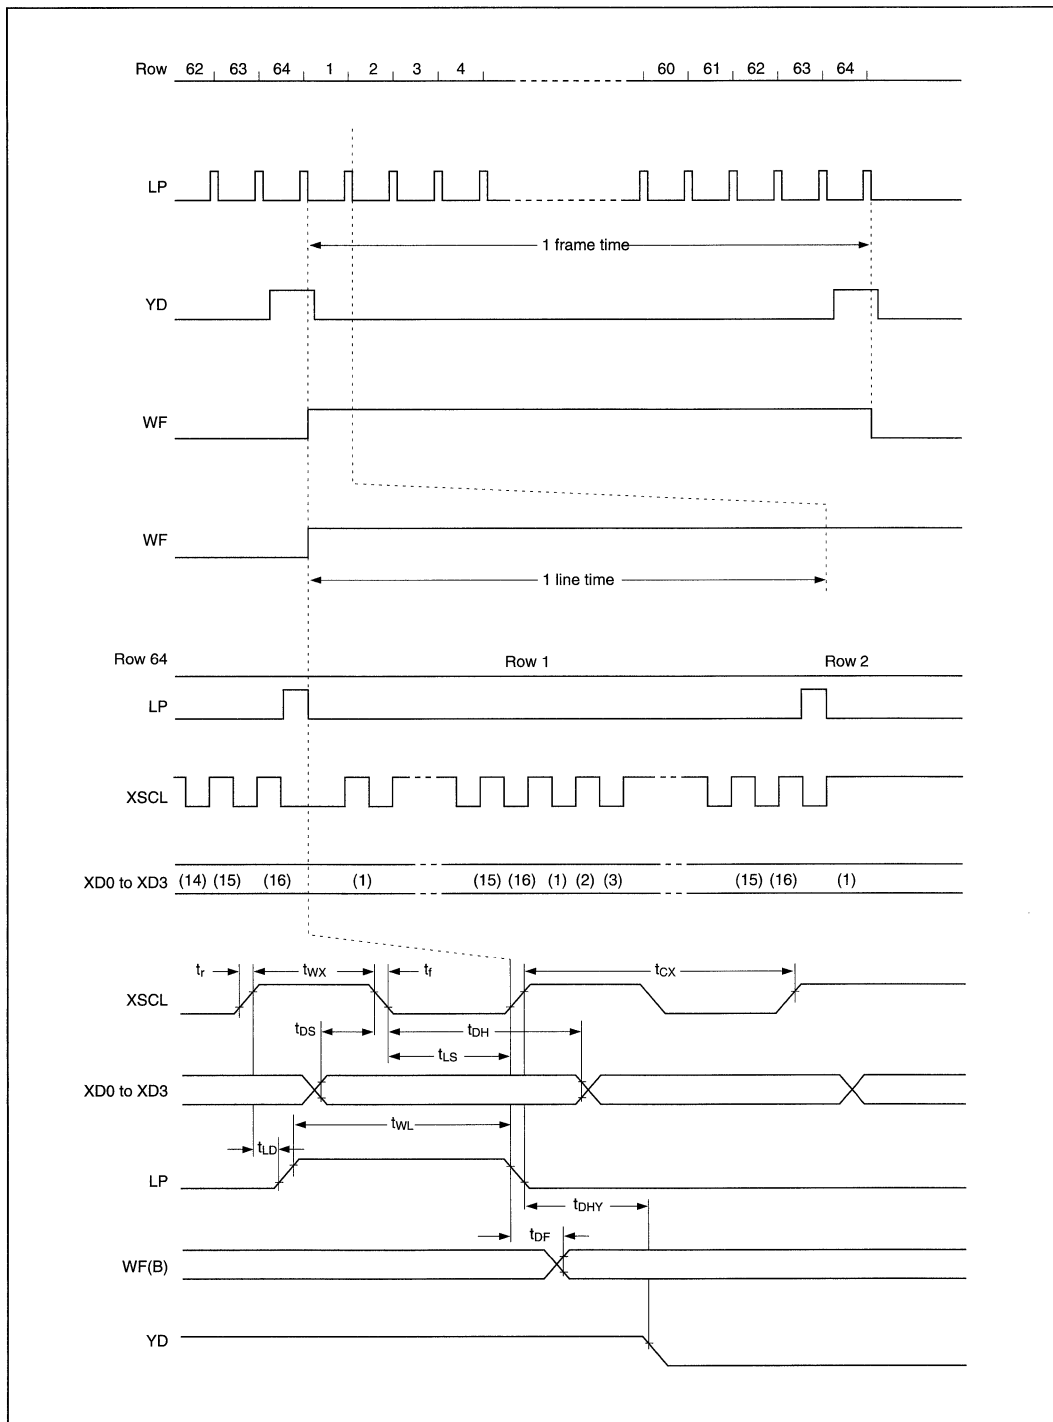 Row 62 63 64 1 2 3 4 60 61 62 63 64
LP
1 frame time
YD
WF
WF
1 line time
Row 64 Row 1 Row 2
LP
XSCL
XD0 to XD3 (14) (15) (16) (1) (15) (16) (1) (2) (3) (15) (16) (1)
tr tWX tf tCX
XSCL
tDS tDH
tLS
XD0 to XD3
tWL
tLD
LP
tDHY
tDF
WF(B)
YD